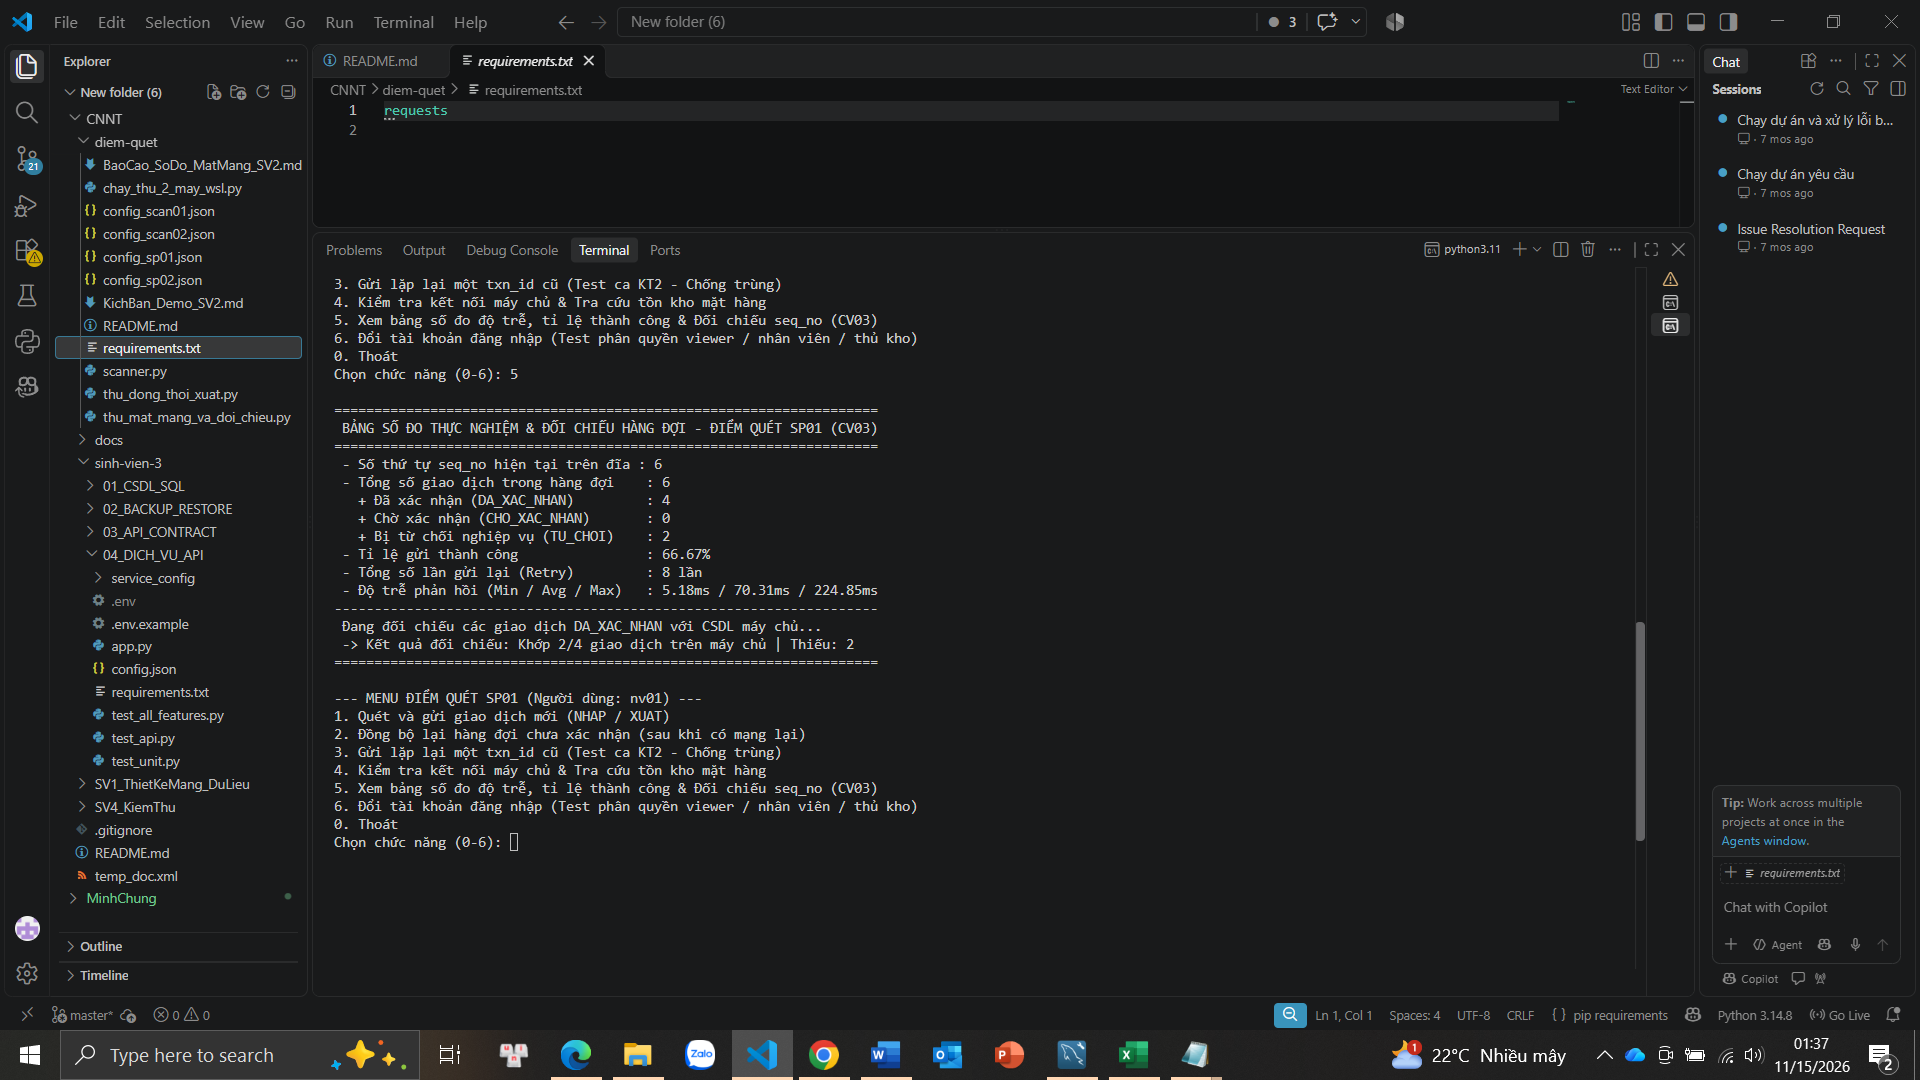 File Edit Selection View Go Run Terminal Help
New folder (6)
3
Explorer
New folder (6)
CNNT
diem-quet
BaoCao_SoDo_MatMang_SV2.md
chay_thu_2_may_wsl.py
config_scan01.json
config_scan02.json
config_sp01.json
config_sp02.json
KichBan_Demo_SV2.md
README.md
requirements.txt
scanner.py
thu_dong_thoi_xuat.py
thu_mat_mang_va_doi_chieu.py
docs
sinh-vien-3
01_CSDL_SQL
02_BACKUP_RESTORE
03_API_CONTRACT
04_DICH_VU_API
service_config
.env
.env.example
app.py
config.json
requirements.txt
test_all_features.py
test_api.py
test_unit.py
SV1_ThietKeMang_DuLieu
SV4_KiemThu
.gitignore
README.md
temp_doc.xml
MinhChung
Outline
Timeline
21
README.md
requirements.txt
CNNT > diem-quet > requirements.txt
Text Editor
1 requests
2
Problems Output Debug Console Terminal Ports
python3.11
3. Gửi lặp lại một txn_id cũ (Test ca KT2 - Chống trùng)
4. Kiểm tra kết nối máy chủ & Tra cứu tồn kho mặt hàng
5. Xem bảng số đo độ trễ, tỉ lệ thành công & Đối chiếu seq_no (CV03)
6. Đổi tài khoản đăng nhập (Test phân quyền viewer / nhân viên / thủ kho)
0. Thoát
Chọn chức năng (0-6): 5
====================================================================
BẢNG SỐ ĐO THỰC NGHIỆM & ĐỐI CHIẾU HÀNG ĐỢI - ĐIỂM QUÉT SP01 (CV03)
====================================================================
- Số thứ tự seq_no hiện tại trên đĩa : 6
- Tổng số giao dịch trong hàng đợi : 6
+ Đã xác nhận (DA_XAC_NHAN) : 4
+ Chờ xác nhận (CHO_XAC_NHAN) : 0
+ Bị từ chối nghiệp vụ (TU_CHOI) : 2
- Tỉ lệ gửi thành công : 66.67%
- Tổng số lần gửi lại (Retry) : 8 lần
- Độ trễ phản hồi (Min / Avg / Max) : 5.18ms / 70.31ms / 224.85ms
--------------------------------------------------------------------
Đang đối chiếu các giao dịch DA_XAC_NHAN với CSDL máy chủ...
-> Kết quả đối chiếu: Khớp 2/4 giao dịch trên máy chủ | Thiếu: 2
====================================================================
--- MENU ĐIỂM QUÉT SP01 (Người dùng: nv01) ---
1. Quét và gửi giao dịch mới (NHAP / XUAT)
2. Đồng bộ lại hàng đợi chưa xác nhận (sau khi có mạng lại)
3. Gửi lặp lại một txn_id cũ (Test ca KT2 - Chống trùng)
4. Kiểm tra kết nối máy chủ & Tra cứu tồn kho mặt hàng
5. Xem bảng số đo độ trễ, tỉ lệ thành công & Đối chiếu seq_no (CV03)
6. Đổi tài khoản đăng nhập (Test phân quyền viewer / nhân viên / thủ kho)
0. Thoát
Chọn chức năng (0-6):
Chat
Sessions
Chạy dự án và xử lý lỗi b...
7 mos ago
Chạy dự án yêu cầu
7 mos ago
Issue Resolution Request
7 mos ago
Tip: Work across multiple
projects at once in the
Agents window.
requirements.txt
Chat with Copilot
Agent
Copilot
master* 0 0
Ln 1, Col 1 Spaces: 4 UTF-8 CRLF {} pip requirements Python 3.14.8 Go Live
Type here to search
Zalo
1
22°C Nhiều mây
01:37
11/15/2026
2